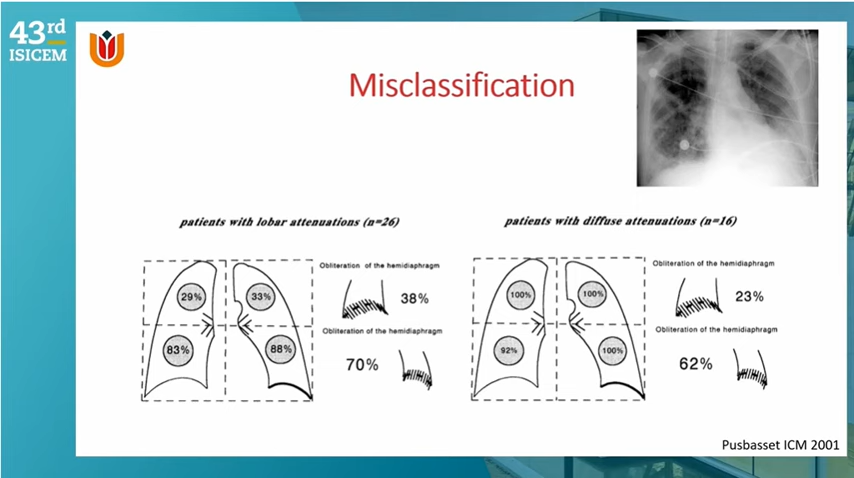 43rd
ISICEM
Misclassification
patients with lobar attenuations (n=26)
Obliteration of the hemidiaphragm
29%
33%
38%
Obliteration of the hemidiaphragm
83%
88%
70%
patients with diffuse attenuations (n=16)
Obliteration of the hemidiaphragm
100%
100%
23%
Obliteration of the hemidiaphragm
92%
100%
62%
Pusbasset ICM 2001